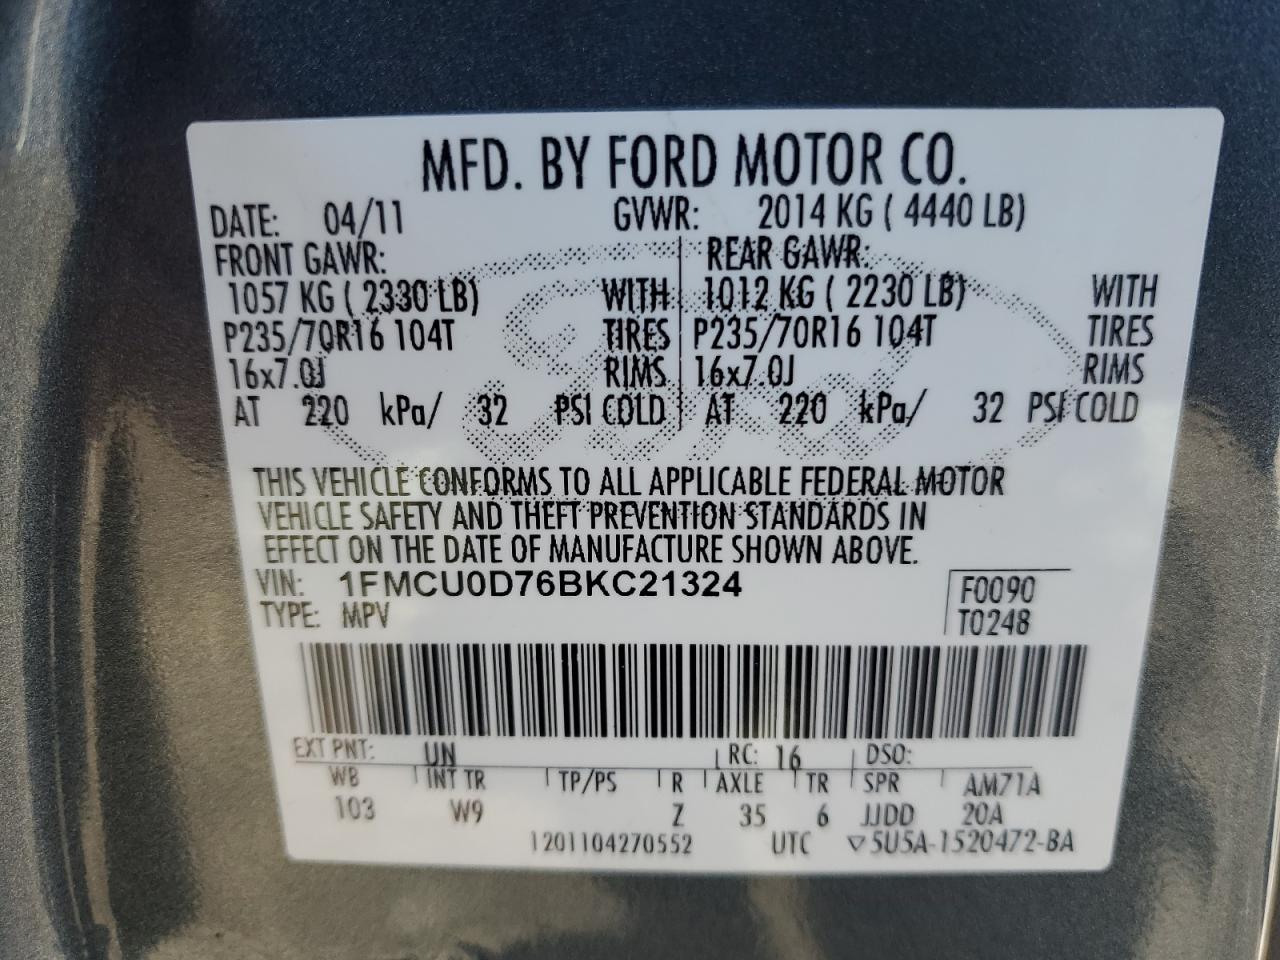 MFD. BY FORD MOTOR CO.
DATE: 04/11 GVWR: 2014 KG ( 4440 LB)
FRONT GAWR: REAR GAWR:
1057 KG ( 2330 LB) WITH 1012 KG ( 2230 LB) WITH
P235/70R16 104T TIRES P235/70R16 104T TIRES
16x7.0J RIMS 16x7.0J RIMS
AT 220 kPa/ 32 PSI COLD AT 220 kPa/ 32 PSI COLD
Ford
THIS VEHICLE CONFORMS TO ALL APPLICABLE FEDERAL MOTOR
VEHICLE SAFETY AND THEFT PREVENTION STANDARDS IN
EFFECT ON THE DATE OF MANUFACTURE SHOWN ABOVE.
VIN: 1FMCU0D76BKC21324 F0090
TYPE: MPV T0248
EXT PNT: UN RC: 16 DSO:
WB INT TR TP/PS R AXLE TR SPR AM71A
103 W9 Z 35 6 JJDD 20A
1201104270552 UTC ▽5U5A-1520472-BA